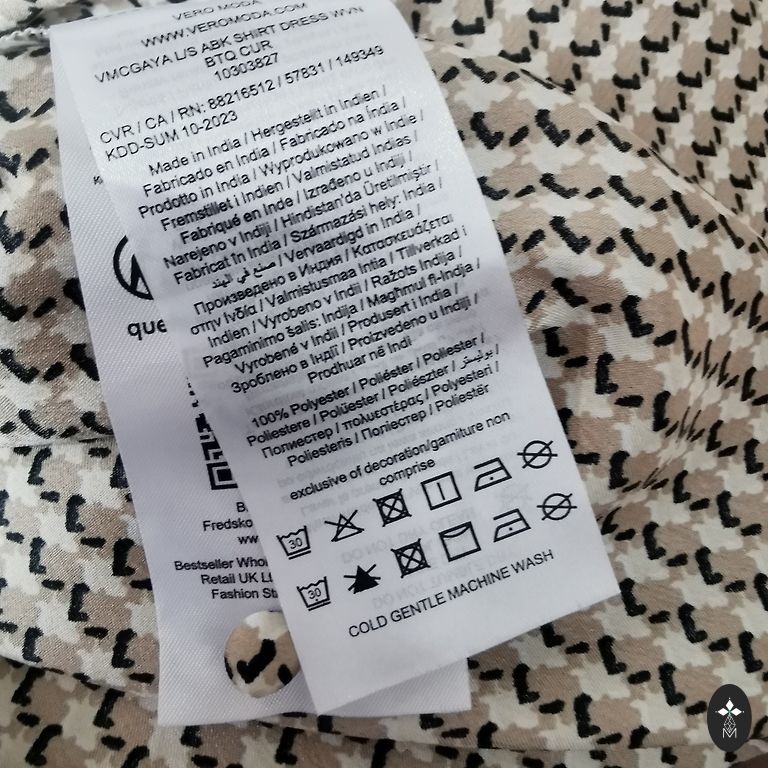 VERO MODA
WWW.VEROMODA.COM
VMCGAYA L/S ABK SHIRT DRESS WVN
BTQ CUR
10303827
CVR / CA / RN: 88216512 / 57831 / 149349
KDD-SUM 10-2023
Made in India / Hergestellt in Indien /
Fabricado en India / Fabricado na Índia /
Prodotto in India / Wyprodukowano w Indie /
Fremstillet i Indien / Valmistatud Indias /
Fabriqué en Inde / Izrađeno u Indiji /
Narejeno v Indiji / Hindistan'da Üretilmiştir /
Fabricat în India / Származási hely: India /
صنع في الهند / Vervaardigd in India /
Произведено в Индия / Κατασκευάζεται
στην Ινδία / Valmistusmaa Intia / Tillverkad i
Indien / Vyrobeno v Indii / Ražots Indija /
Pagaminimo šalis: Indija / Magħmul fl-Indja /
Vyrobené v Indii / Produsert i India /
Зроблено в Індії / Proizvedeno u Indiji /
Prodhuar në Indi
100% Polyester / Poliéster / Poliester /
Poliestere / Polüester / Poliészter / بوليستر /
Полиестер / πολυεστέρας / Polyesteri /
Poliesteris / Поліестер / Poliestër
exclusive of decoration/garniture non
comprise
30
30
COLD GENTLE MACHINE WASH
que
B
Fredsko
ww
Bestseller Who
Retail UK L
Fashion St
M